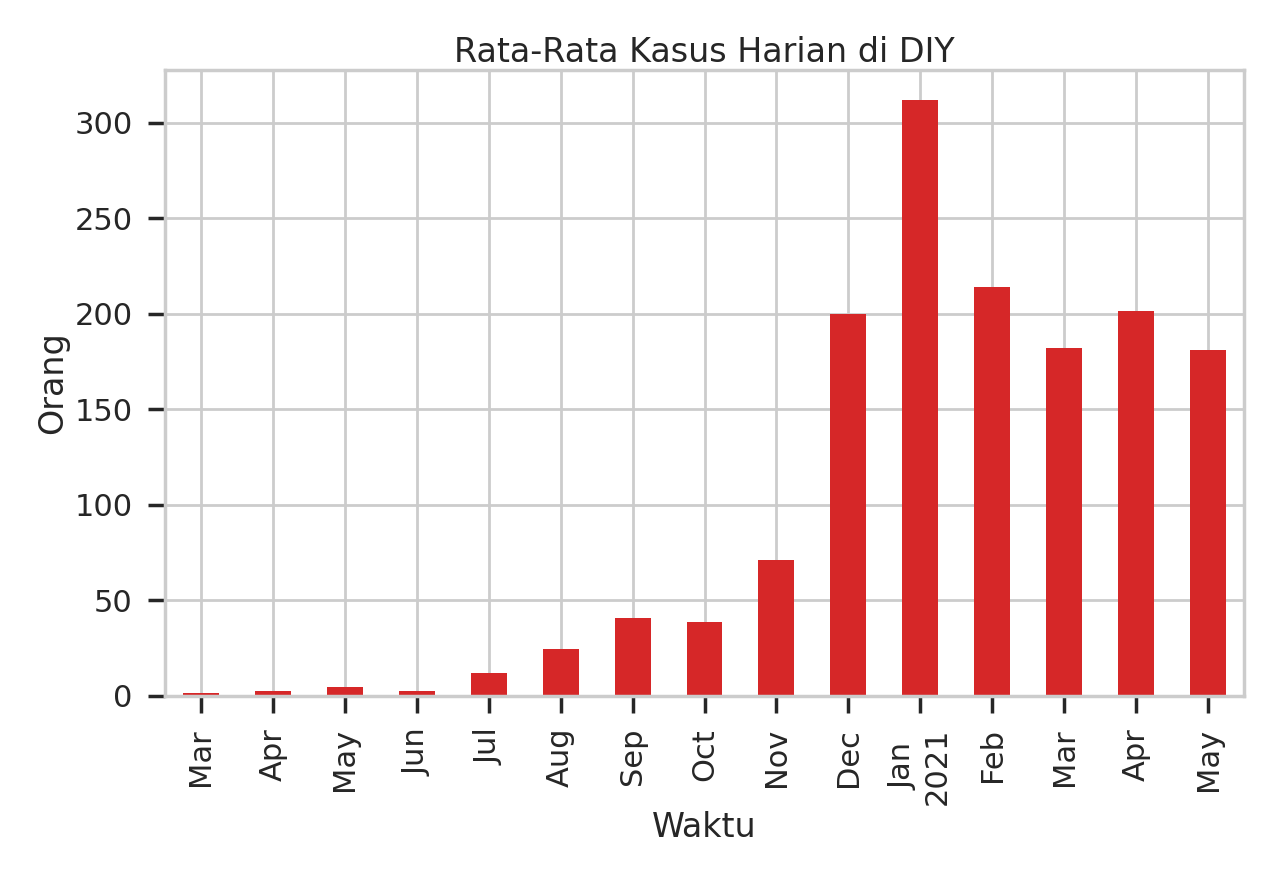 Rata-Rata Kasus Harian di DIY
300
250
200
150
100
50
0
Orang
Mar
Apr
May
Jun
Jul
Aug
Sep
Oct
Nov
Dec
Jan
2021
Feb
Mar
Apr
May
Waktu